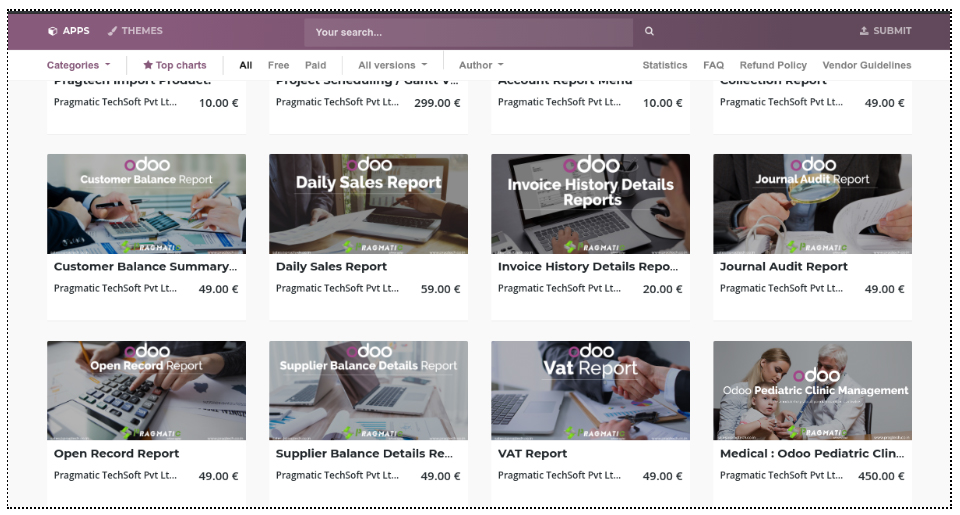 APPS THEMES Your search... SUBMIT
Categories Top charts All Free Paid All versions Author Statistics FAQ Refund Policy Vendor Guidelines
Pragtech Import Product. Project Scheduling / Gantt V... Account Report Menu Collection Report
Pragmatic TechSoft Pvt Lt... 10.00 € Pragmatic TechSoft Pvt Lt... 299.00 € Pragmatic TechSoft Pvt Lt... 10.00 € Pragmatic TechSoft Pvt Lt... 49.00 €
odoo
Customer Balance Report
PRAGMATIC
Customer Balance Summary...
Pragmatic TechSoft Pvt Lt... 49.00 €
odoo
Daily Sales Report
PRAGMATIC
Daily Sales Report
Pragmatic TechSoft Pvt Lt... 59.00 €
odoo
Invoice History Details
Reports
PRAGMATIC
Invoice History Details Repo...
Pragmatic TechSoft Pvt Lt... 20.00 €
odoo
Journal Audit Report
PRAGMATIC
Journal Audit Report
Pragmatic TechSoft Pvt Lt... 49.00 €
odoo
Open Record Report
PRAGMATIC
Open Record Report
Pragmatic TechSoft Pvt Lt... 49.00 €
odoo
Supplier Balance Details Report
PRAGMATIC
Supplier Balance Details Re...
Pragmatic TechSoft Pvt Lt... 49.00 €
odoo
Vat Report
PRAGMATIC
VAT Report
Pragmatic TechSoft Pvt Lt... 49.00 €
odoo
Odoo Pediatric Clinic Management
PRAGMATIC
Medical : Odoo Pediatric Clin...
Pragmatic TechSoft Pvt Lt... 450.00 €